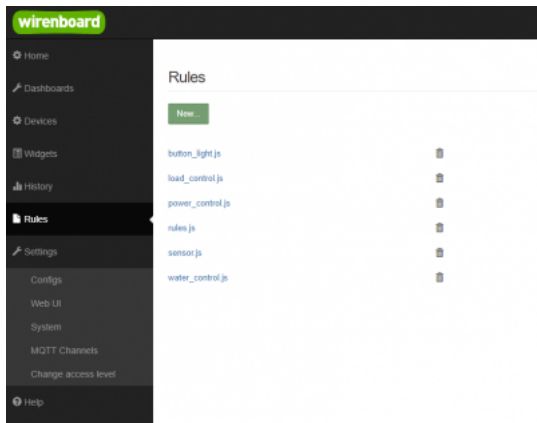 wirenboard
Home
Dashboards
Devices
Widgets
History
Rules
Settings
Configs
Web UI
System
MQTT Channels
Change access level
Help
Rules
New...
button_light.js
load_control.js
power_control.js
rules.js
sensor.js
water_control.js